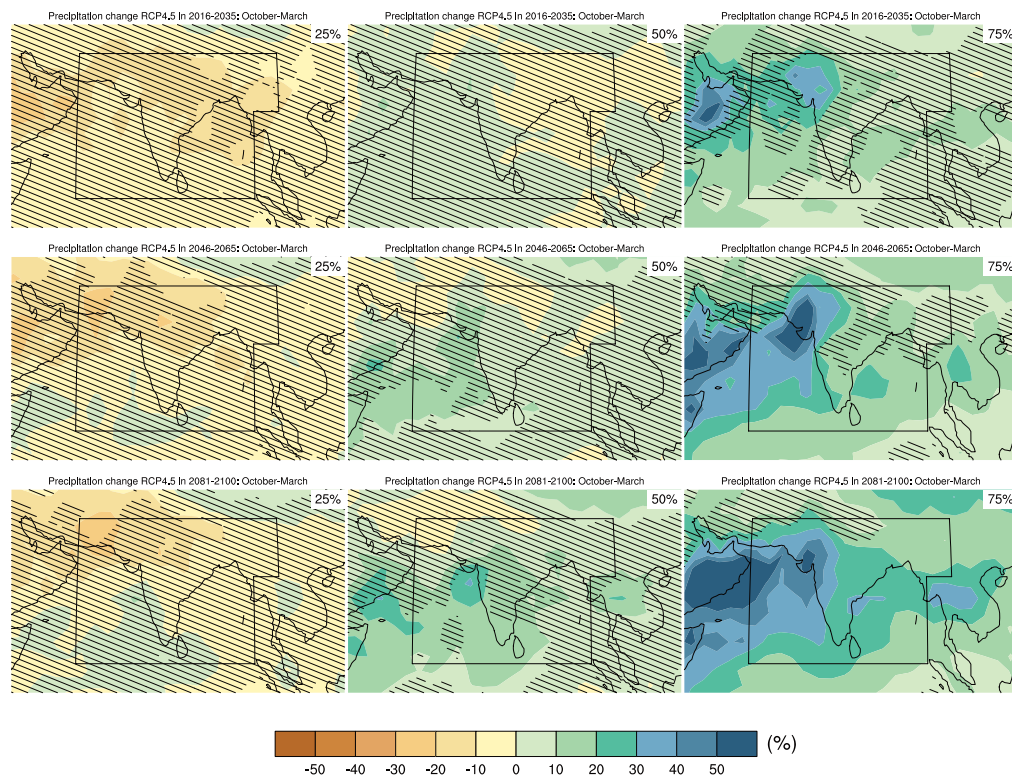 Precipitation change RCP4.5 in 2016-2035: October-March
25%
Precipitation change RCP4.5 in 2016-2035: October-March
50%
Precipitation change RCP4.5 in 2016-2035: October-March
75%
Precipitation change RCP4.5 in 2046-2065: October-March
25%
Precipitation change RCP4.5 in 2046-2065: October-March
50%
Precipitation change RCP4.5 in 2046-2065: October-March
75%
Precipitation change RCP4.5 in 2081-2100: October-March
25%
Precipitation change RCP4.5 in 2081-2100: October-March
50%
Precipitation change RCP4.5 in 2081-2100: October-March
75%
(%)
-50 -40 -30 -20 -10 0 10 20 30 40 50